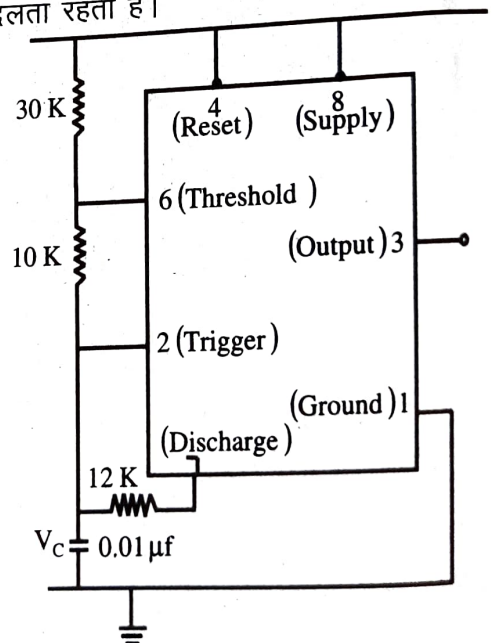 रहता है।
30 K
4 8
(Reset) (Supply)
6 (Threshold )
10 K
(Output) 3
2 (Trigger)
(Ground) 1
(Discharge)
12 K
V_C 0.01 μf